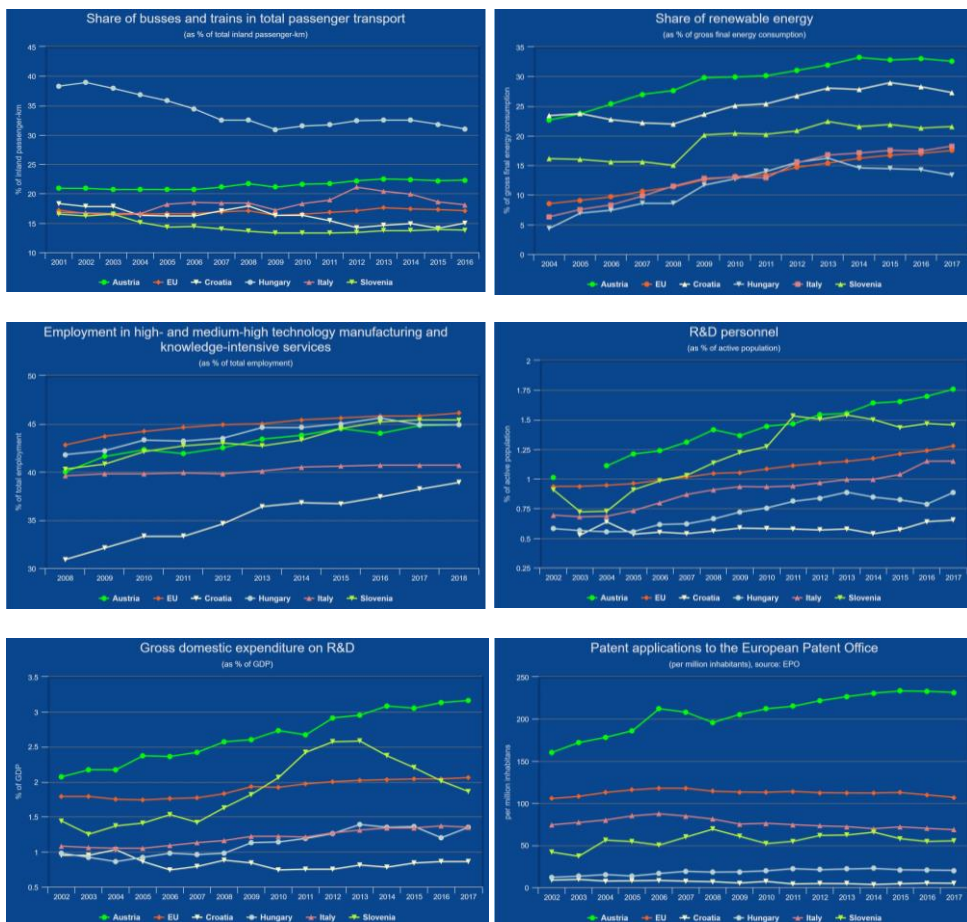 Share of busses and trains in total passenger transport
(as % of total inland passenger-km)
% of inland passenger-km
45
40
35
30
25
20
15
10
2001 2002 2003 2004 2005 2006 2007 2008 2009 2010 2011 2012 2013 2014 2015 2016
Austria EU Croatia Hungary Italy Slovenia
Share of renewable energy
(as % of gross final energy consumption)
% of gross final energy consumption
35
30
25
20
15
10
5
0
2004 2005 2006 2007 2008 2009 2010 2011 2012 2013 2014 2015 2016 2017
Austria EU Croatia Hungary Italy Slovenia
Employment in high- and medium-high technology manufacturing and
knowledge-intensive services
(as % of total employment)
% of total employment
50
45
40
35
30
2008 2009 2010 2011 2012 2013 2014 2015 2016 2017 2018
Austria EU Croatia Hungary Italy Slovenia
R&D personnel
(as % of active population)
% of active population
2
1.75
1.5
1.25
1
0.75
0.5
0.25
2002 2003 2004 2005 2006 2007 2008 2009 2010 2011 2012 2013 2014 2015 2016 2017
Austria EU Croatia Hungary Italy Slovenia
Gross domestic expenditure on R&D
(as % of GDP)
% of GDP
3.5
3
2.5
2
1.5
1
0.5
2002 2003 2004 2005 2006 2007 2008 2009 2010 2011 2012 2013 2014 2015 2016 2017
Austria EU Croatia Hungary Italy Slovenia
Patent applications to the European Patent Office
(per million inhabitants), source: EPO
per million inhabitans
250
200
150
100
50
0
2002 2003 2004 2005 2006 2007 2008 2009 2010 2011 2012 2013 2014 2015 2016 2017
Austria EU Croatia Hungary Italy Slovenia